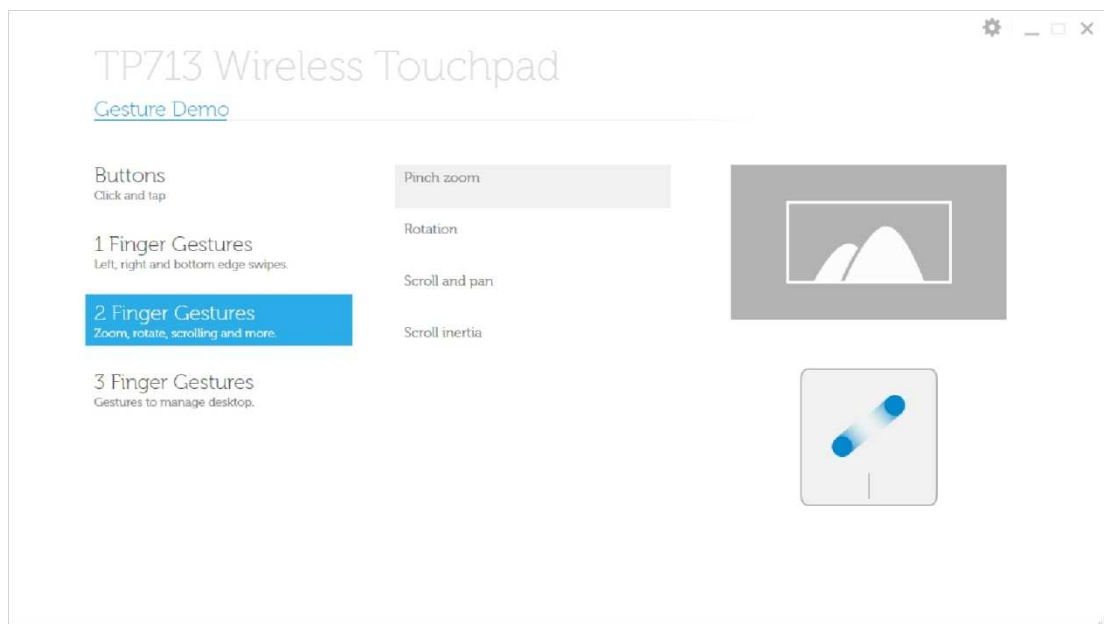 TP713 Wireless Touchpad
Gesture Demo
Buttons
Click and tap
1 Finger Gestures
Left, right and bottom edge swipes.
2 Finger Gestures
Zoom, rotate, scrolling and more.
3 Finger Gestures
Gestures to manage desktop.
Pinch zoom
Rotation
Scroll and pan
Scroll inertia